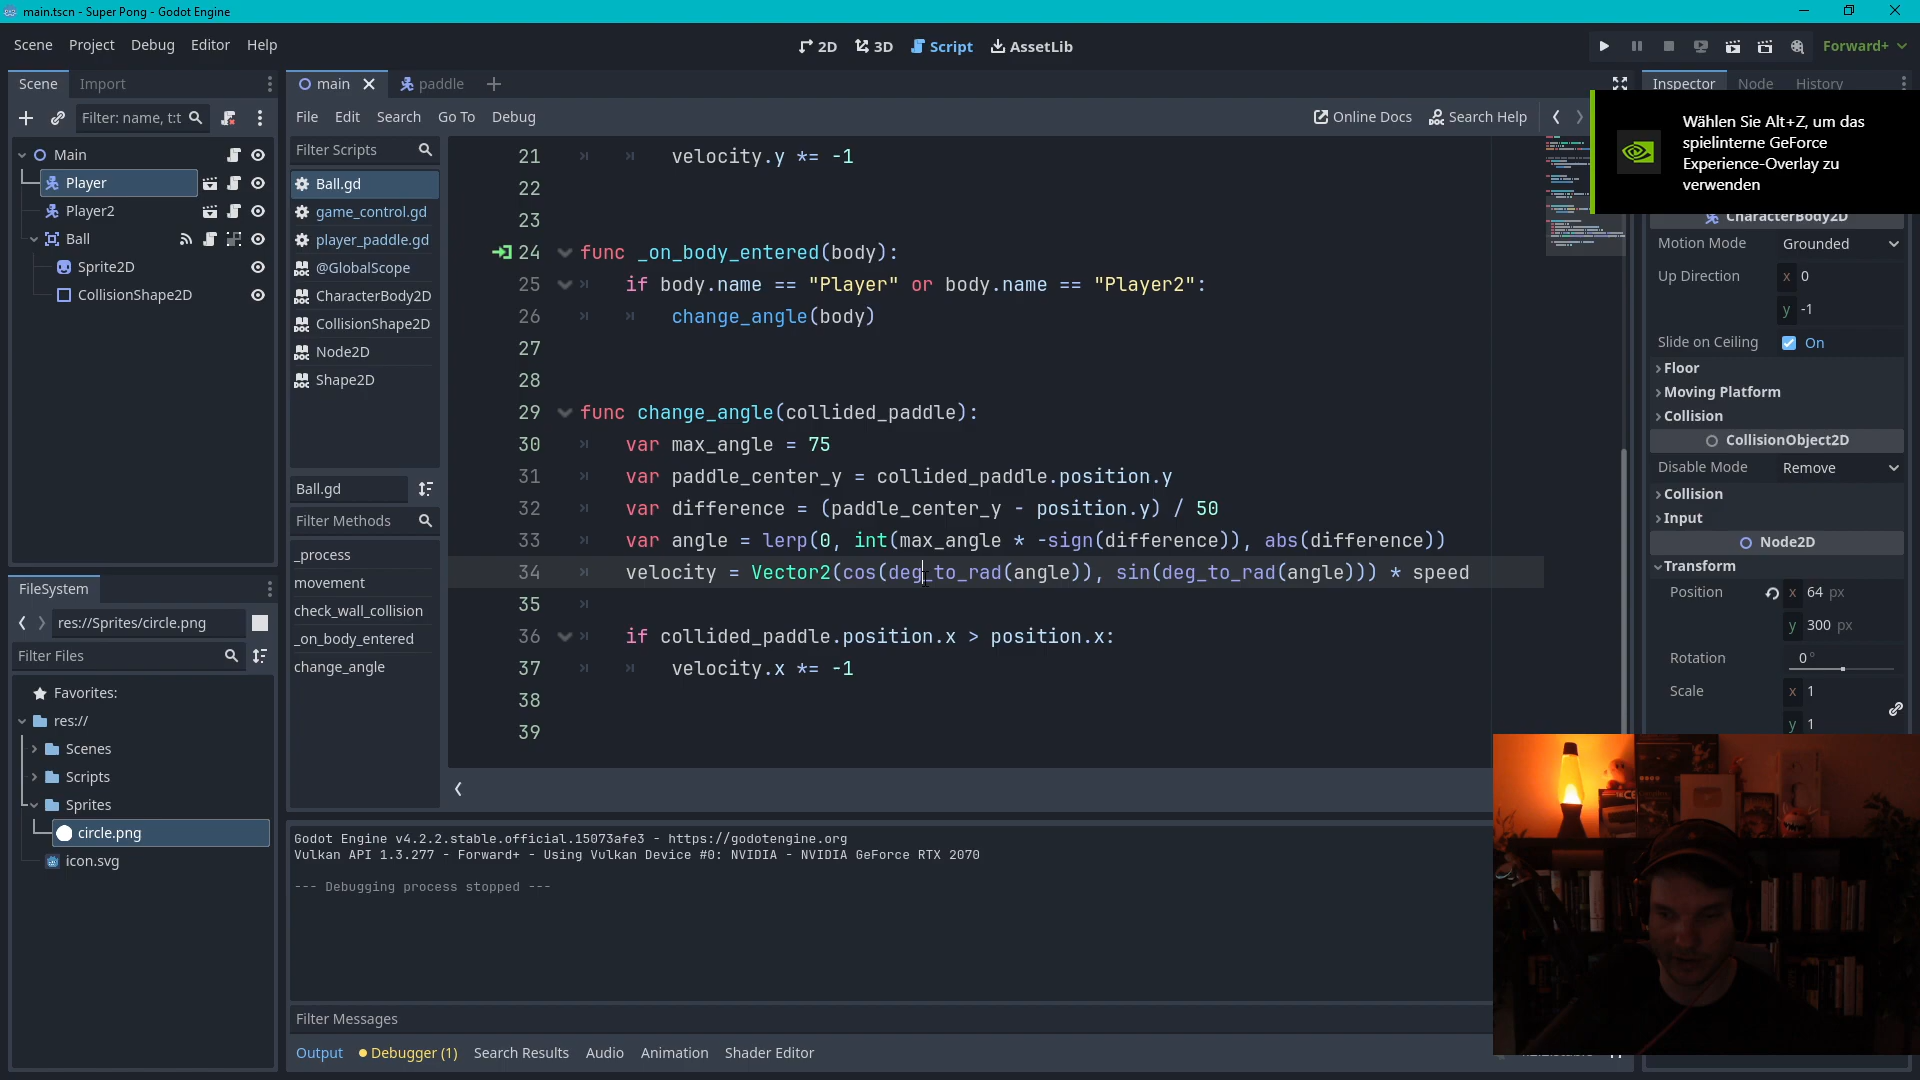 main.tscn - Super Pong - Godot Engine
Scene Project Debug Editor Help
2D 3D Script AssetLib
Forward+
Scene Import
main paddle
Inspector Node History
Filter: name, t:t
File Edit Search Go To Debug
Online Docs Search Help
Wählen Sie Alt+Z, um das
spielinterne GeForce
Experience-Overlay zu
verwenden
Main
Player
Player2
Ball
Sprite2D
CollisionShape2D
Filter Scripts
Ball.gd
game_control.gd
player_paddle.gd
@GlobalScope
CharacterBody2D
CollisionShape2D
Node2D
Shape2D
Ball.gd
Filter Methods
_process
movement
check_wall_collision
_on_body_entered
change_angle
21 velocity.y *= -1
22
23
24 func _on_body_entered(body):
25 if body.name == "Player" or body.name == "Player2":
26 change_angle(body)
27
28
29 func change_angle(collided_paddle):
30 var max_angle = 75
31 var paddle_center_y = collided_paddle.position.y
32 var difference = (paddle_center_y - position.y) / 50
33 var angle = lerp(0, int(max_angle * -sign(difference)), abs(difference))
34 velocity = Vector2(cos(deg_to_rad(angle)), sin(deg_to_rad(angle))) * speed
35
36 if collided_paddle.position.x > position.x:
37 velocity.x *= -1
38
39
CharacterBody2D
Motion Mode Grounded
Up Direction x 0
y -1
Slide on Ceiling On
Floor
Moving Platform
Collision
CollisionObject2D
Disable Mode Remove
Collision
Input
Node2D
Transform
Position x 64 px
y 300 px
Rotation 0 °
Scale x 1
y 1
FileSystem
res://Sprites/circle.png
Filter Files
Favorites:
res://
Scenes
Scripts
Sprites
circle.png
icon.svg
Godot Engine v4.2.2.stable.official.15073afe3 - https://godotengine.org
Vulkan API 1.3.277 - Forward+ - Using Vulkan Device #0: NVIDIA - NVIDIA GeForce RTX 2070
--- Debugging process stopped ---
Filter Messages
Output Debugger (1) Search Results Audio Animation Shader Editor